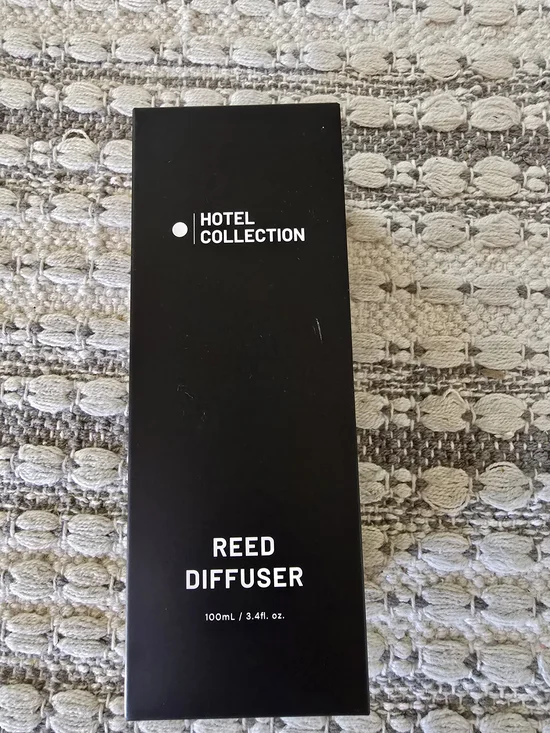 HOTEL
COLLECTION
REED
DIFFUSER
100mL / 3.4fl. oz.